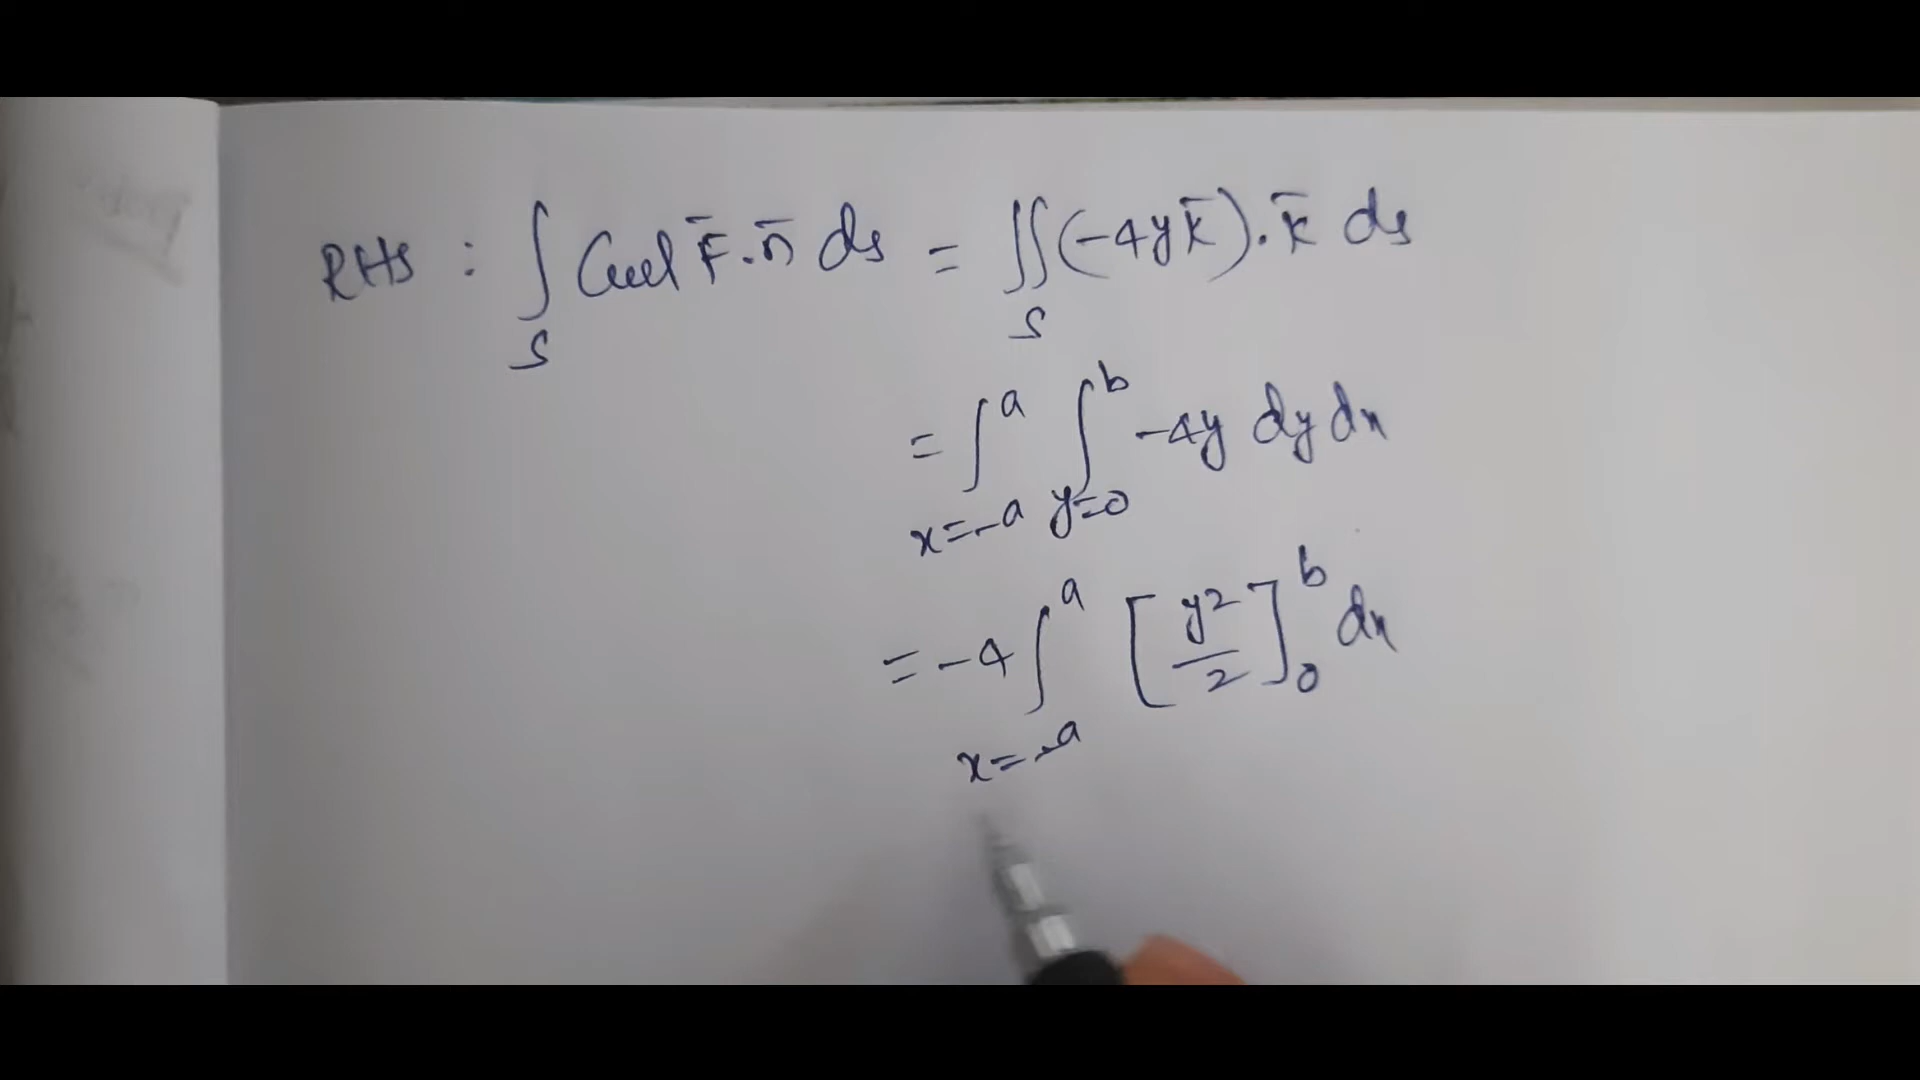 RHS : ∫_S Curl F̄ . n̄ ds = ∬_S (-4y k̄) . k̄ ds
= ∫_{x=-a}^{a} ∫_{y=0}^{b} -4y dy dx
= -4 ∫_{x=-a}^{a} [y²/2]_0^b dx